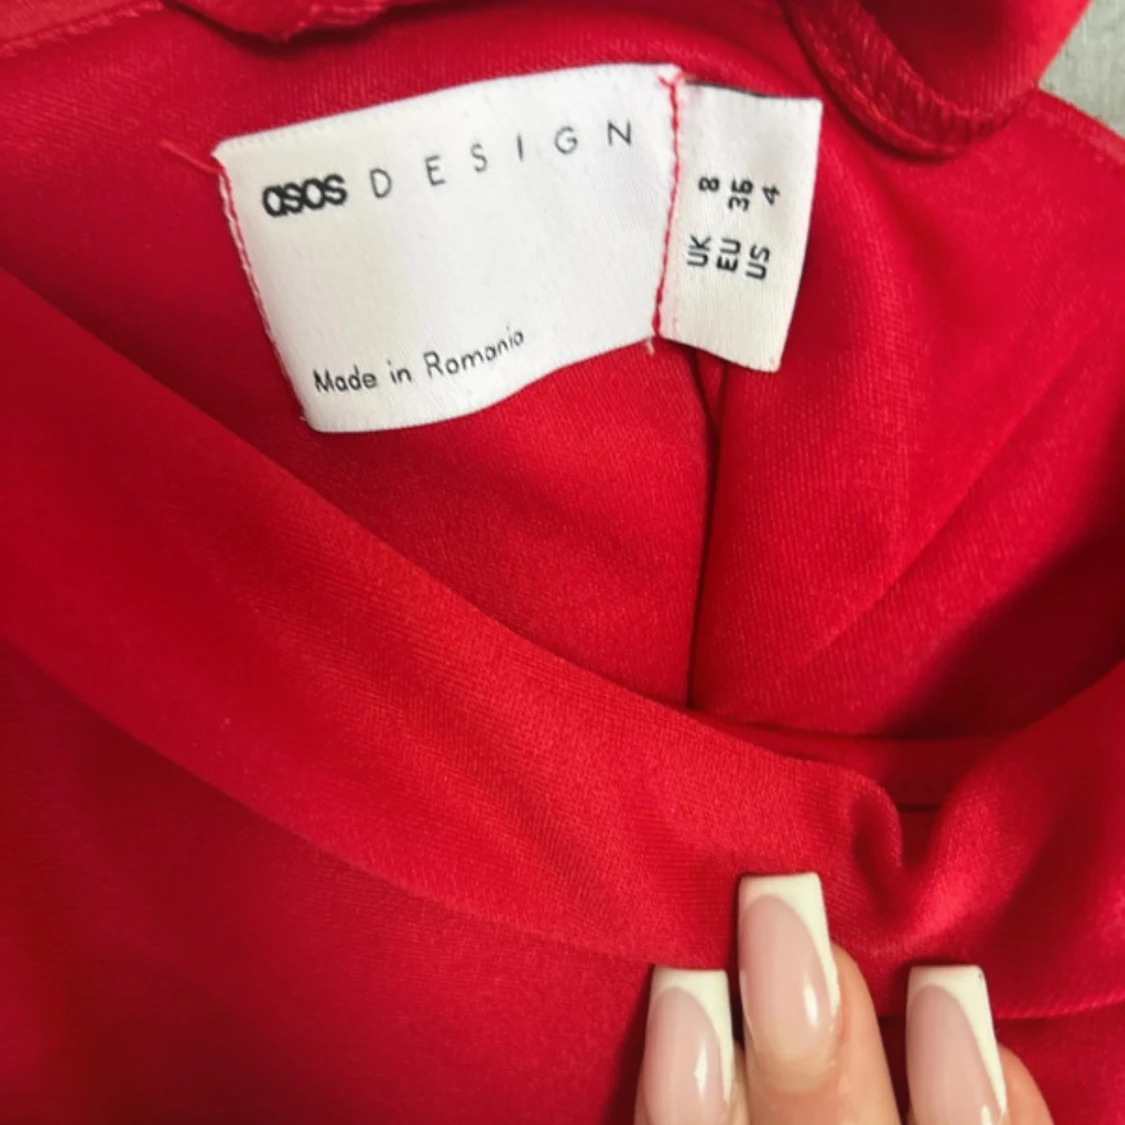 asos DESIGN
Made in Romania
UK 8
EU 36
US 4